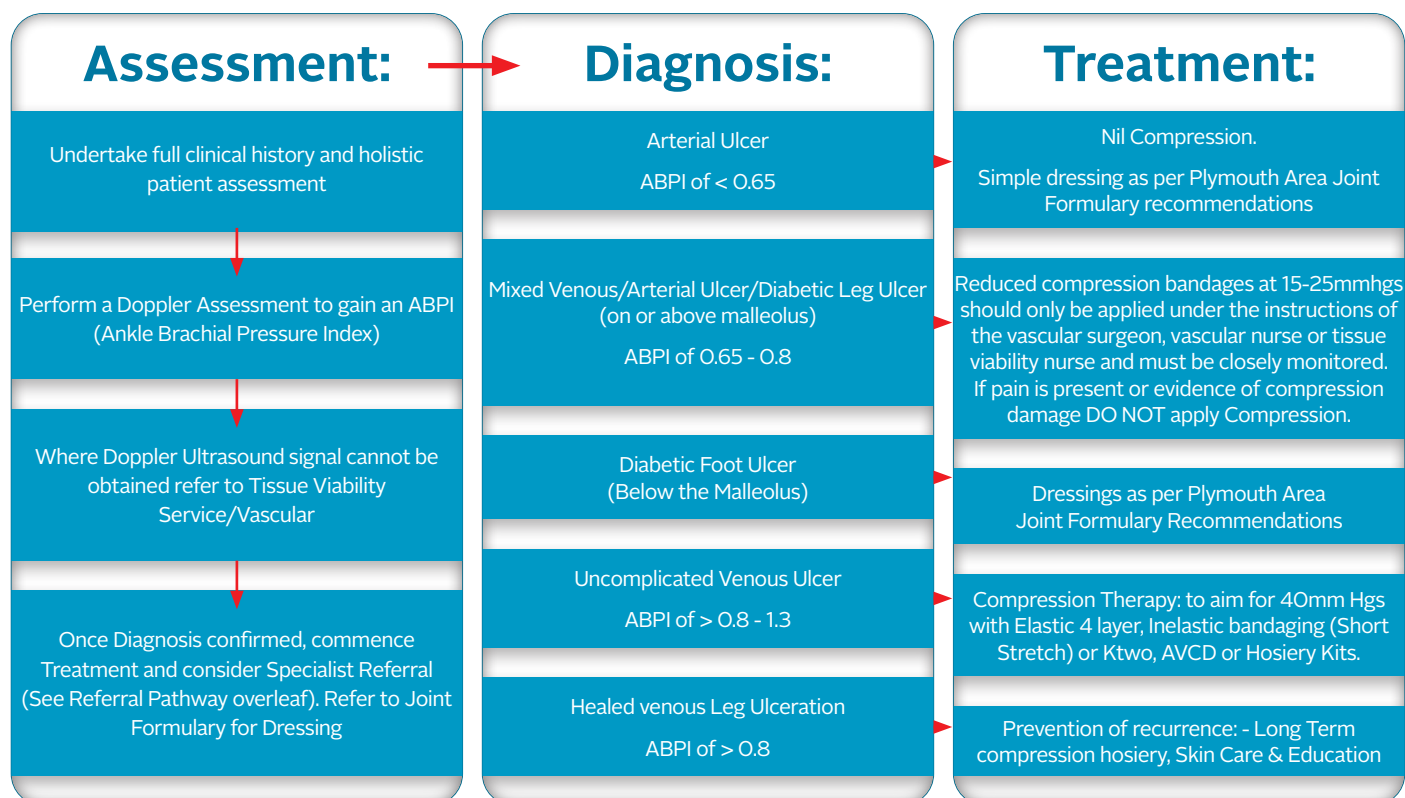 Assessment:
Undertake full clinical history and holistic
patient assessment
Perform a Doppler Assessment to gain an ABPI
(Ankle Brachial Pressure Index)
Where Doppler Ultrasound signal cannot be
obtained refer to Tissue Viability
Service/Vascular
Once Diagnosis confirmed, commence
Treatment and consider Specialist Referral
(See Referral Pathway overleaf). Refer to Joint
Formulary for Dressing
Diagnosis:
Arterial Ulcer
ABPI of < 0.65
Mixed Venous/Arterial Ulcer/Diabetic Leg Ulcer
(on or above malleolus)
ABPI of 0.65 - 0.8
Diabetic Foot Ulcer
(Below the Malleolus)
Uncomplicated Venous Ulcer
ABPI of > 0.8 - 1.3
Healed venous Leg Ulceration
ABPI of > 0.8
Treatment:
Nil Compression.
Simple dressing as per Plymouth Area Joint
Formulary recommendations
Reduced compression bandages at 15-25mmhgs
should only be applied under the instructions of
the vascular surgeon, vascular nurse or tissue
viability nurse and must be closely monitored.
If pain is present or evidence of compression
damage DO NOT apply Compression.
Dressings as per Plymouth Area
Joint Formulary Recommendations
Compression Therapy: to aim for 40mm Hgs
with Elastic 4 layer, Inelastic bandaging (Short
Stretch) or Ktwo, AVCD or Hosiery Kits.
Prevention of recurrence: - Long Term
compression hosiery, Skin Care & Education